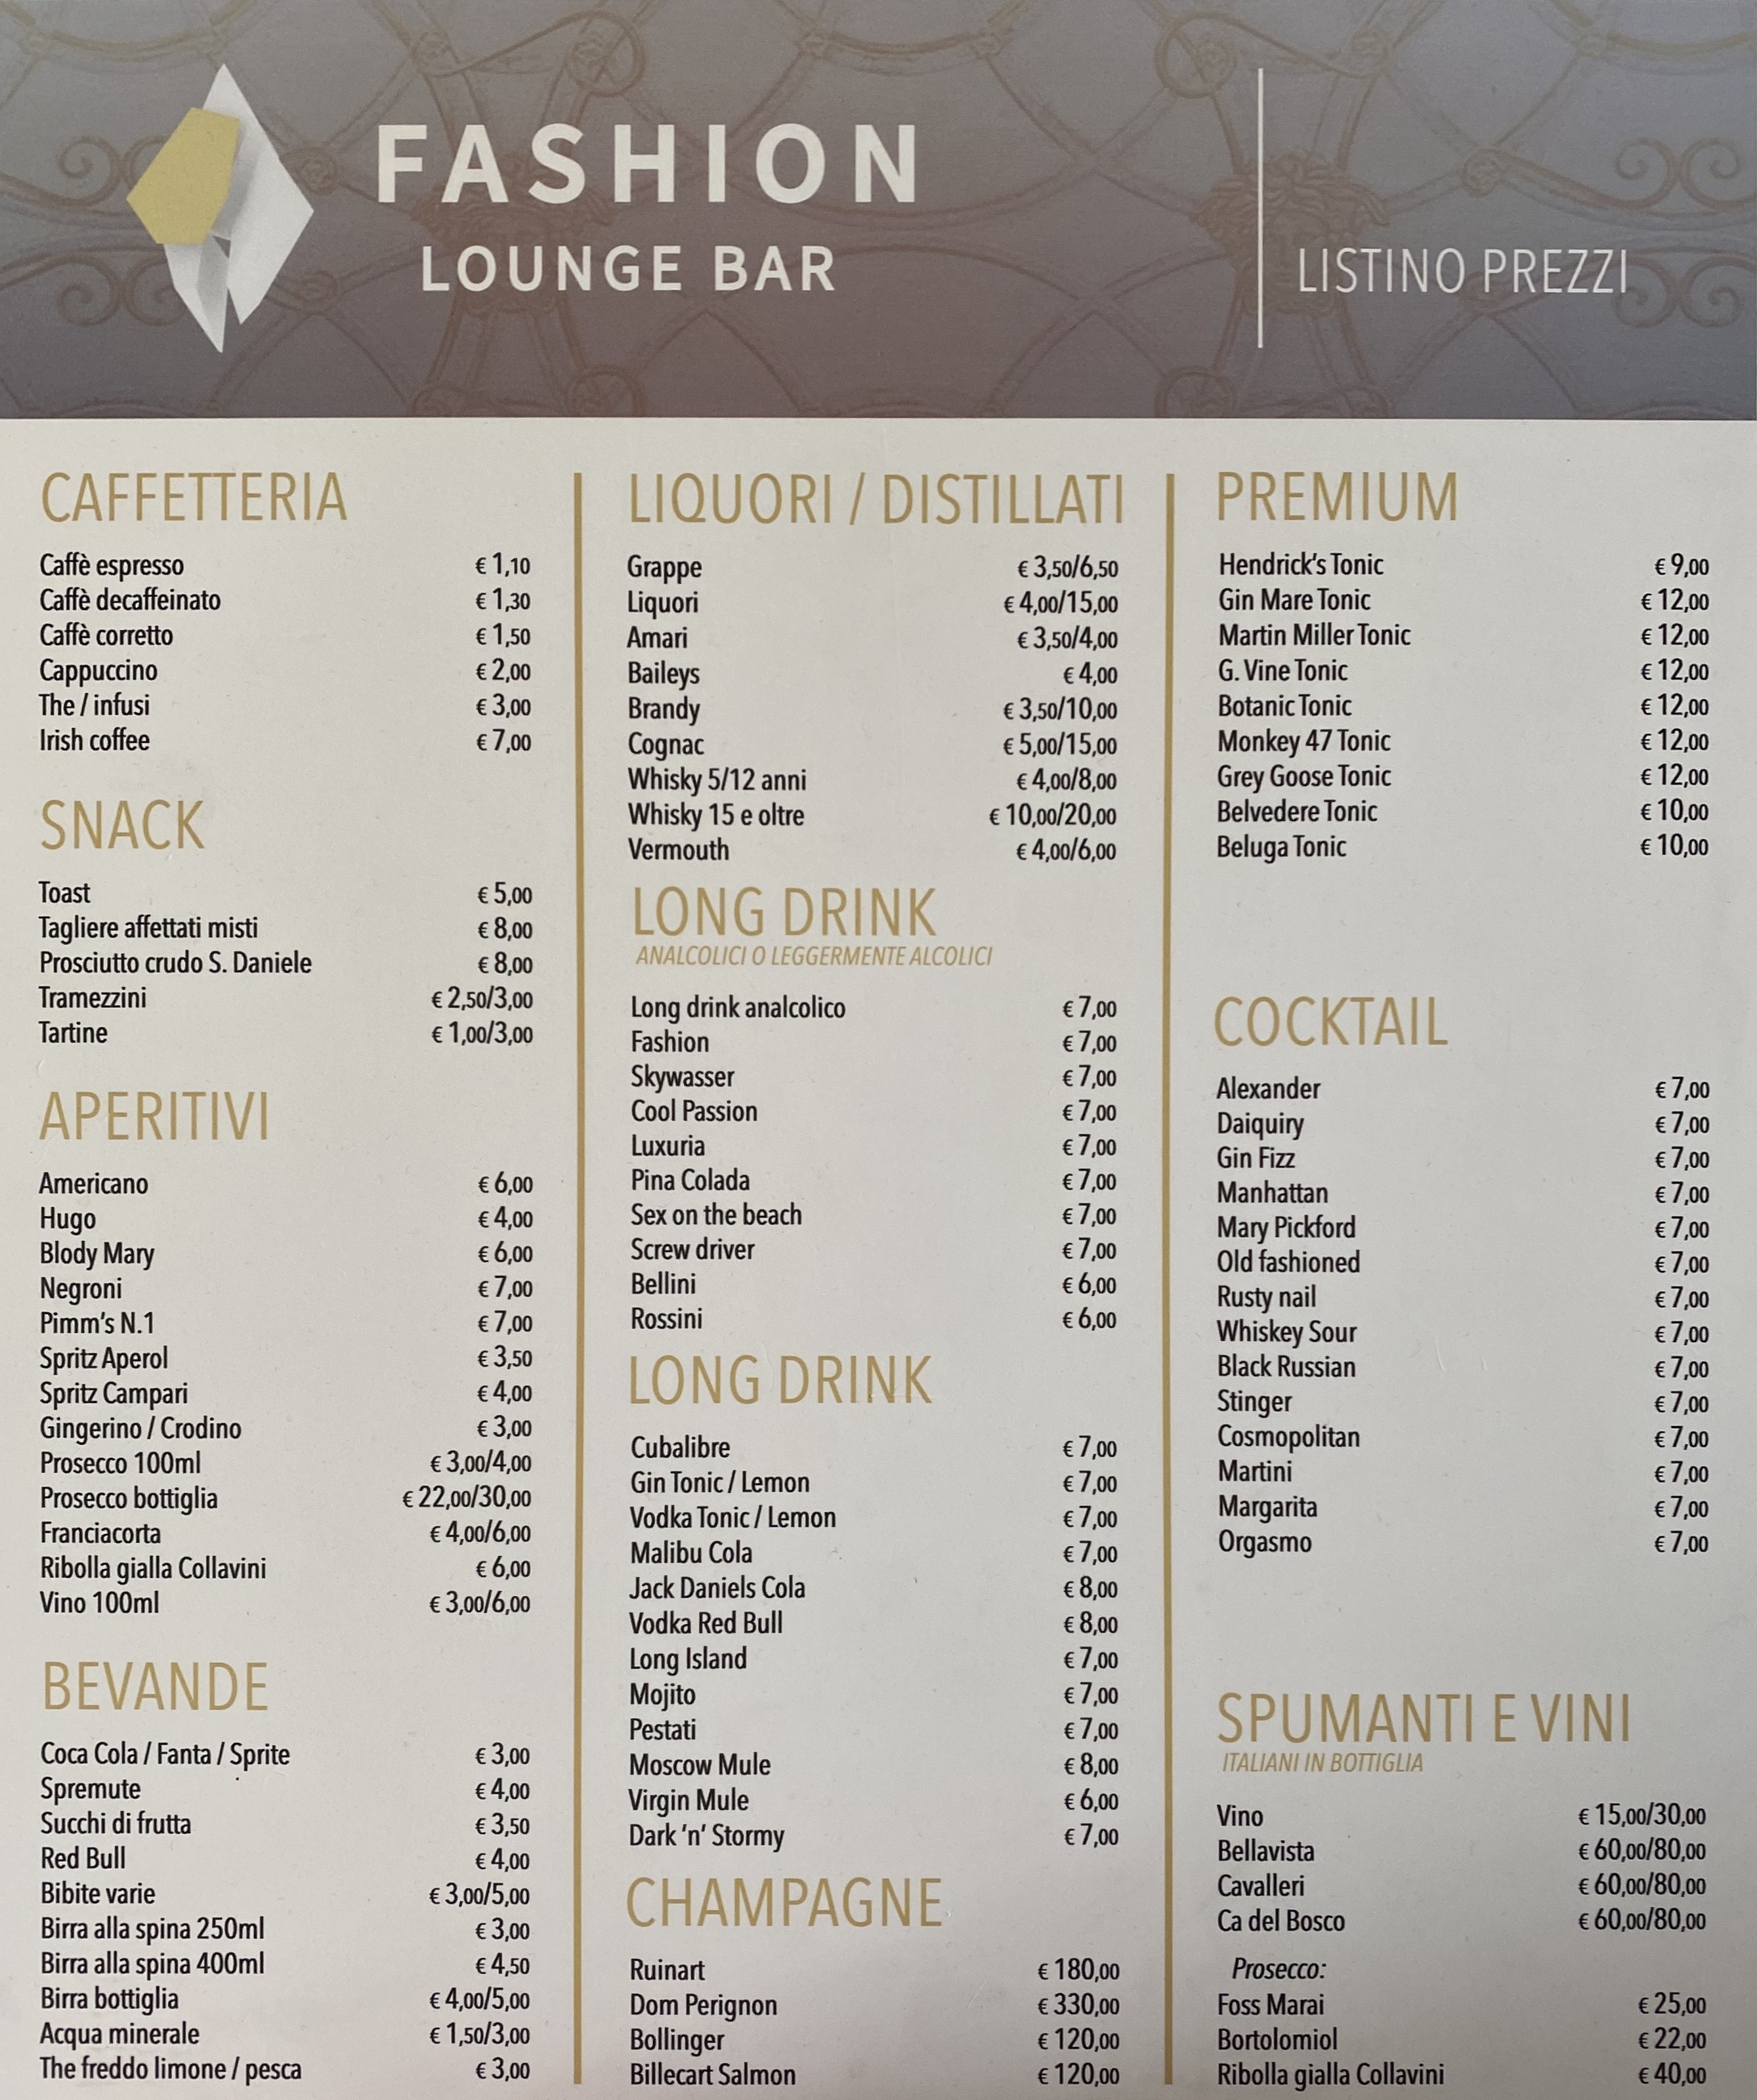 FASHION
LOUNGE BAR
LISTINO PREZZI
CAFFETTERIA
Caffè espresso € 1,10
Caffè decaffeinato € 1,30
Caffè corretto € 1,50
Cappuccino € 2,00
The / infusi € 3,00
Irish coffee € 7,00
SNACK
Toast € 5,00
Tagliere affettati misti € 8,00
Prosciutto crudo S. Daniele € 8,00
Tramezzini € 2,50/3,00
Tartine € 1,00/3,00
APERITIVI
Americano € 6,00
Hugo € 4,00
Blody Mary € 6,00
Negroni € 7,00
Pimm's N.1 € 7,00
Spritz Aperol € 3,50
Spritz Campari € 4,00
Gingerino / Crodino € 3,00
Prosecco 100ml € 3,00/4,00
Prosecco bottiglia € 22,00/30,00
Franciacorta € 4,00/6,00
Ribolla gialla Collavini € 6,00
Vino 100ml € 3,00/6,00
BEVANDE
Coca Cola / Fanta / Sprite € 3,00
Spremute € 4,00
Succhi di frutta € 3,50
Red Bull € 4,00
Bibite varie € 3,00/5,00
Birra alla spina 250ml € 3,00
Birra alla spina 400ml € 4,50
Birra bottiglia € 4,00/5,00
Acqua minerale € 1,50/3,00
The freddo limone / pesca € 3,00
LIQUORI / DISTILLATI
Grappe € 3,50/6,50
Liquori € 4,00/15,00
Amari € 3,50/4,00
Baileys € 4,00
Brandy € 3,50/10,00
Cognac € 5,00/15,00
Whisky 5/12 anni € 4,00/8,00
Whisky 15 e oltre € 10,00/20,00
Vermouth € 4,00/6,00
LONG DRINK
ANALCOLICI O LEGGERMENTE ALCOLICI
Long drink analcolico € 7,00
Fashion € 7,00
Skywasser € 7,00
Cool Passion € 7,00
Luxuria € 7,00
Pina Colada € 7,00
Sex on the beach € 7,00
Screw driver € 7,00
Bellini € 6,00
Rossini € 6,00
LONG DRINK
Cubalibre € 7,00
Gin Tonic / Lemon € 7,00
Vodka Tonic / Lemon € 7,00
Malibu Cola € 7,00
Jack Daniels Cola € 8,00
Vodka Red Bull € 8,00
Long Island € 7,00
Mojito € 7,00
Pestati € 7,00
Moscow Mule € 8,00
Virgin Mule € 6,00
Dark 'n' Stormy € 7,00
CHAMPAGNE
Ruinart € 180,00
Dom Perignon € 330,00
Bollinger € 120,00
Billecart Salmon € 120,00
PREMIUM
Hendrick's Tonic € 9,00
Gin Mare Tonic € 12,00
Martin Miller Tonic € 12,00
G. Vine Tonic € 12,00
Botanic Tonic € 12,00
Monkey 47 Tonic € 12,00
Grey Goose Tonic € 12,00
Belvedere Tonic € 10,00
Beluga Tonic € 10,00
COCKTAIL
Alexander € 7,00
Daiquiry € 7,00
Gin Fizz € 7,00
Manhattan € 7,00
Mary Pickford € 7,00
Old fashioned € 7,00
Rusty nail € 7,00
Whiskey Sour € 7,00
Black Russian € 7,00
Stinger € 7,00
Cosmopolitan € 7,00
Martini € 7,00
Margarita € 7,00
Orgasmo € 7,00
SPUMANTI E VINI
ITALIANI IN BOTTIGLIA
Vino € 15,00/30,00
Bellavista € 60,00/80,00
Cavalleri € 60,00/80,00
Ca del Bosco € 60,00/80,00
Prosecco:
Foss Marai € 25,00
Bortolomiol € 22,00
Ribolla gialla Collavini € 40,00